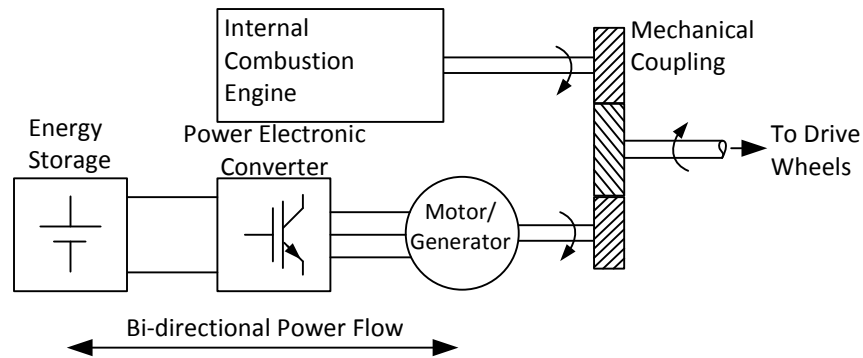 Internal
Combustion
Engine
Mechanical
Coupling
To Drive
Wheels
Energy
Storage
Power Electronic
Converter
Motor/
Generator
Bi-directional Power Flow